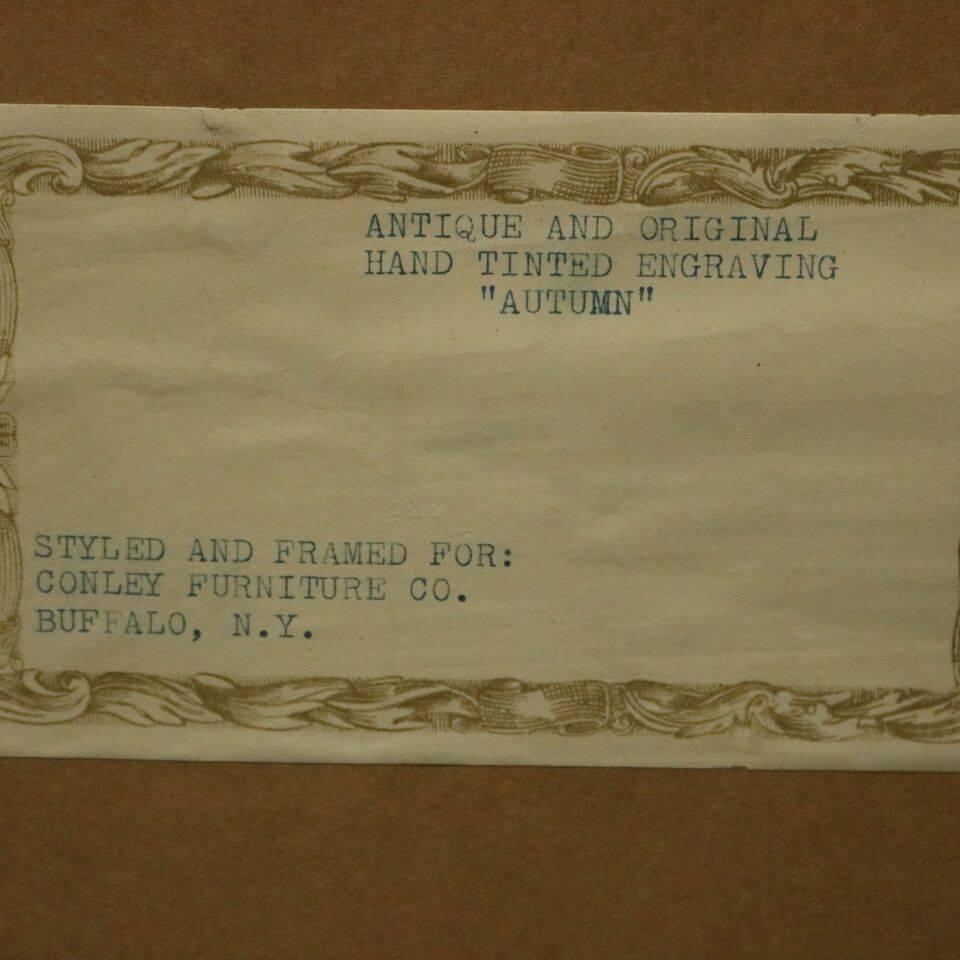 ANTIQUE AND ORIGINAL
HAND TINTED ENGRAVING
"AUTUMN"
STYLED AND FRAMED FOR:
CONLEY FURNITURE CO.
BUFFALO, N.Y.